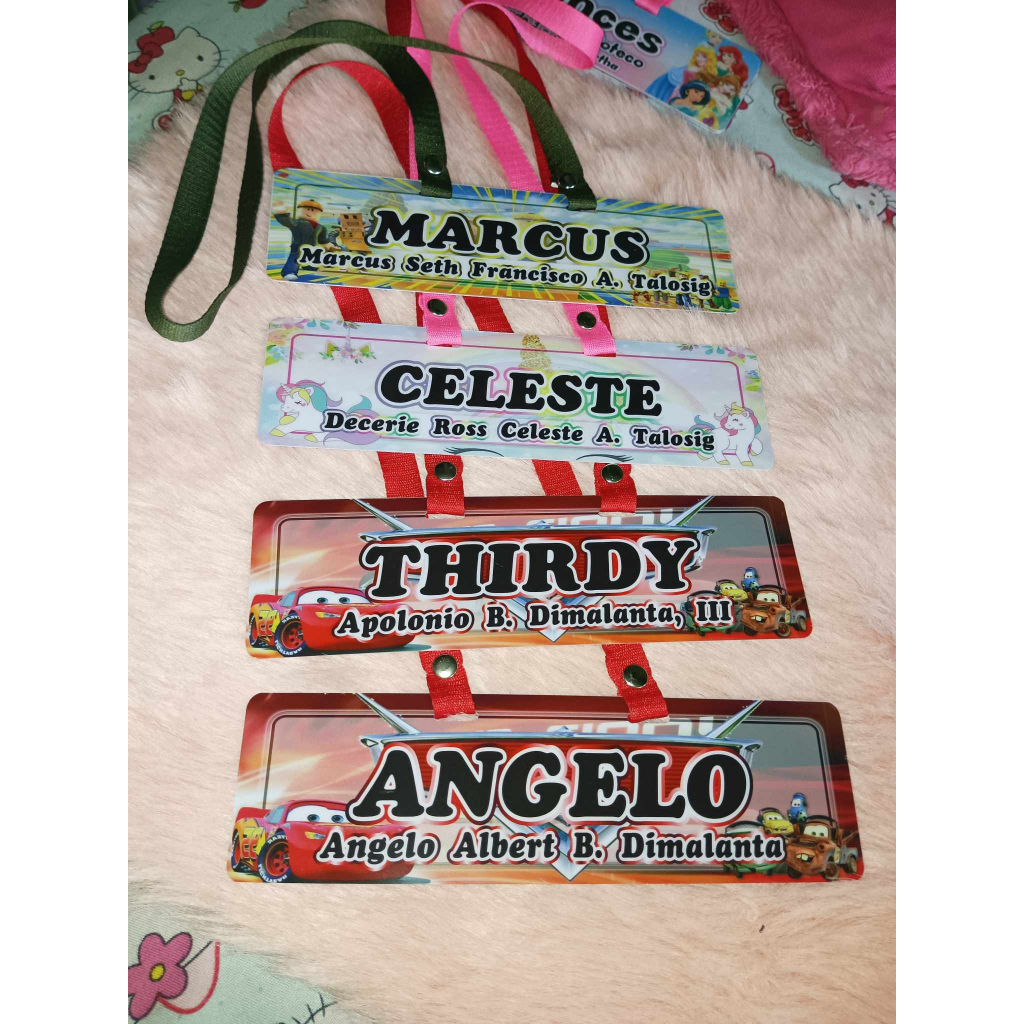 MARCUS
Marcus Seth Francisco A. Talosig
CELESTE
Decerie Ross Celeste A. Talosig
THIRDY
Apolonio B. Dimalanta, III
ANGELO
Angelo Albert B. Dimalanta